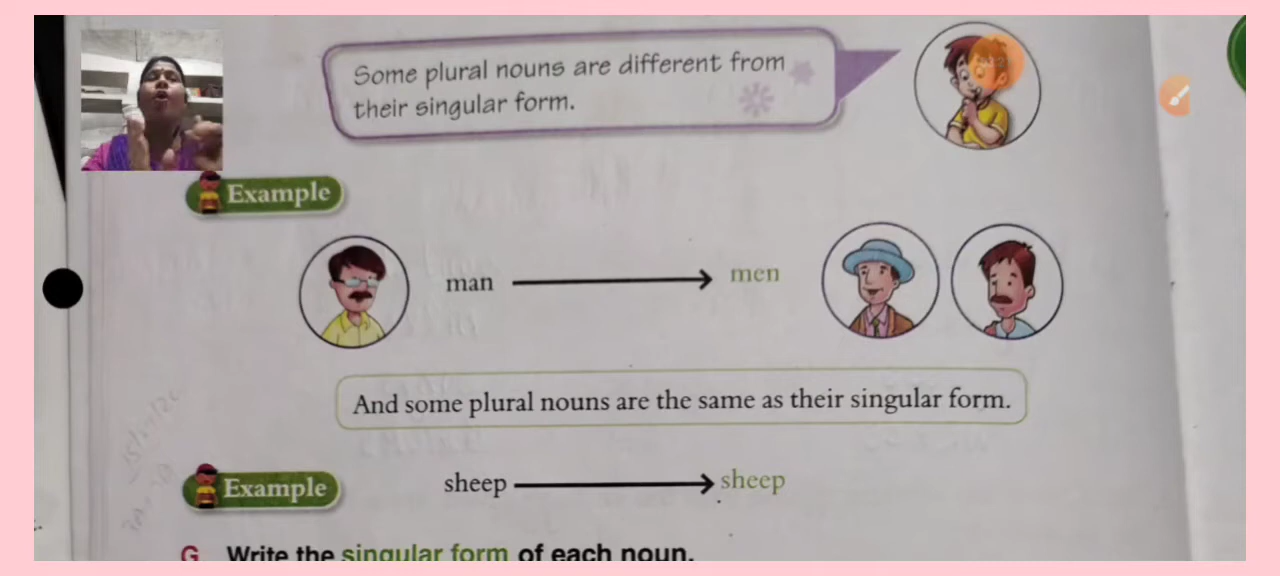 Some plural nouns are different from
their singular form.
Example
man
men
And some plural nouns are the same as their singular form.
Example
sheep
sheep
G Write the singular form of each noun.